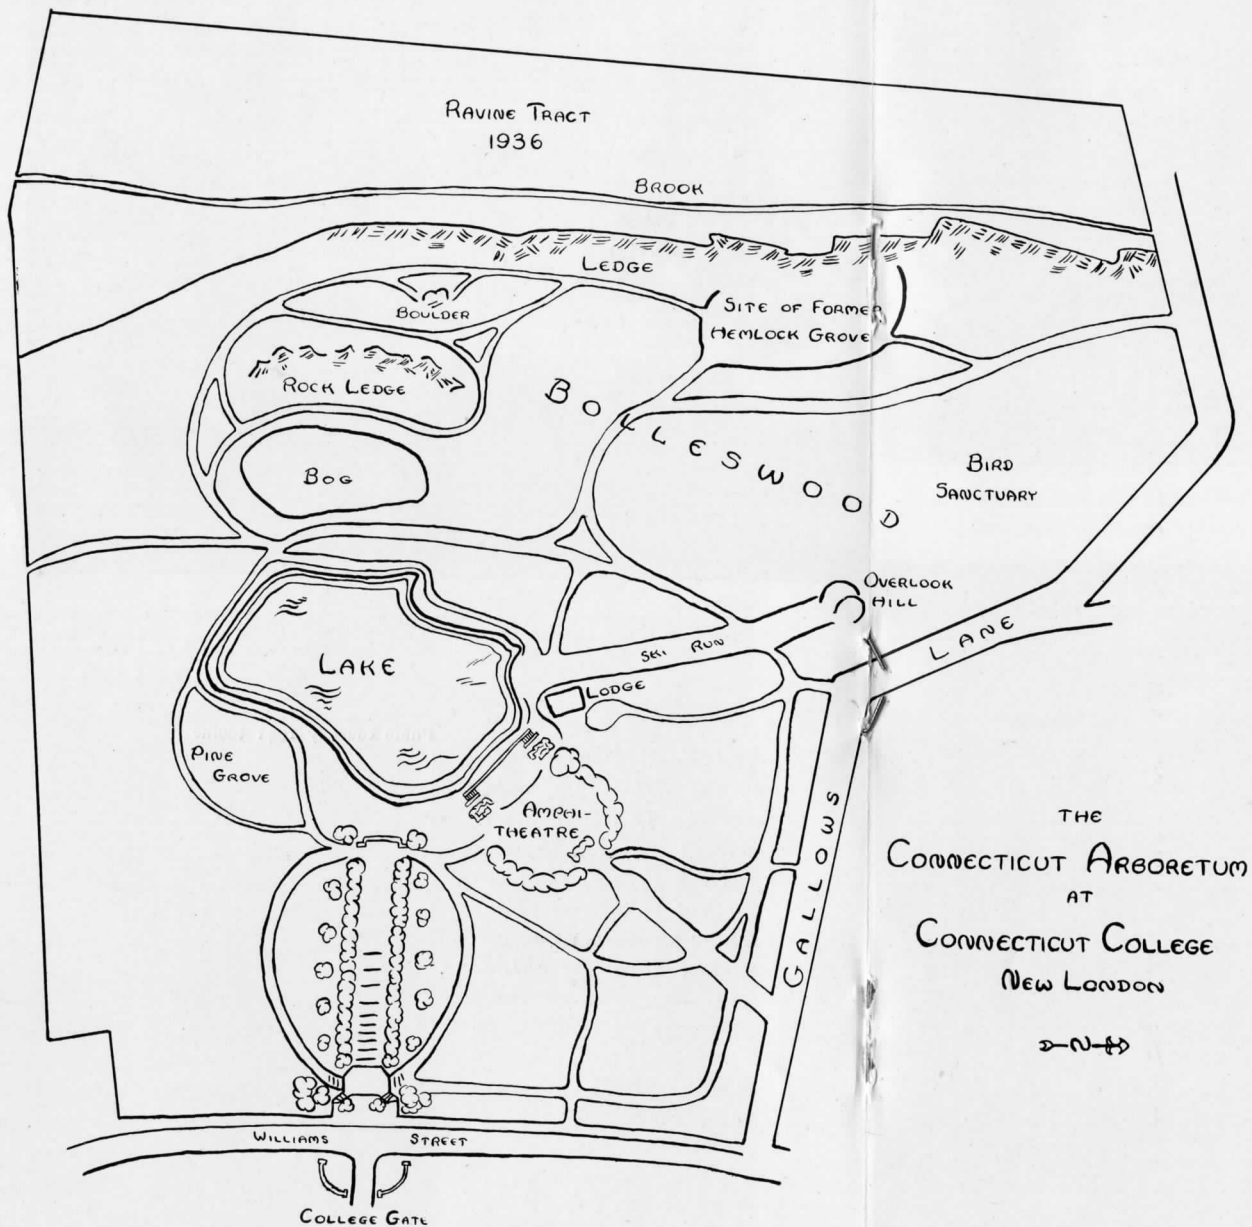 RAVINE TRACT
1936
BROOK
LEDGE
BOULDER
SITE OF FORMER
HEMLOCK GROVE
ROCK LEDGE
BOLLESWOOD
BOG
BIRD
SANCTUARY
OVERLOOK
HILL
LANE
SKI RUN
LAKE
LODGE
PINE
GROVE
AMPHI-
THEATRE
GALLOWS
THE
CONNECTICUT ARBORETUM
AT
CONNECTICUT COLLEGE
NEW LONDON
N
WILLIAMS STREET
COLLEGE GATE